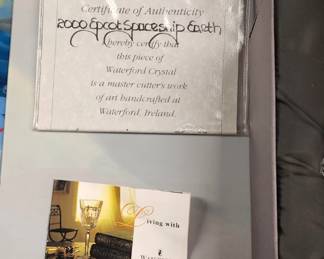 Certificate of Authenticity
2000 Epcot Spaceship Earth
I hereby certify that
this piece of
Waterford Crystal
is a master cutter's work
of art handcrafted at
Waterford, Ireland.
Living with